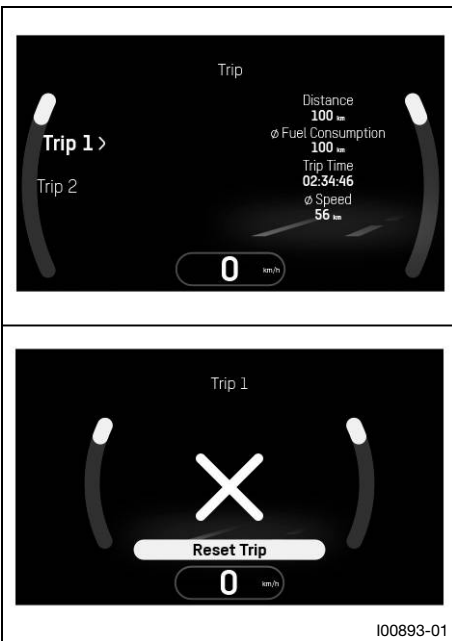 Trip
Trip 1 >
Trip 2
Distance
100 km
ø Fuel Consumption
100 km
Trip Time
02:34:46
ø Speed
56 km
0 km/h
Trip 1
Reset Trip
0 km/h
I00893-01